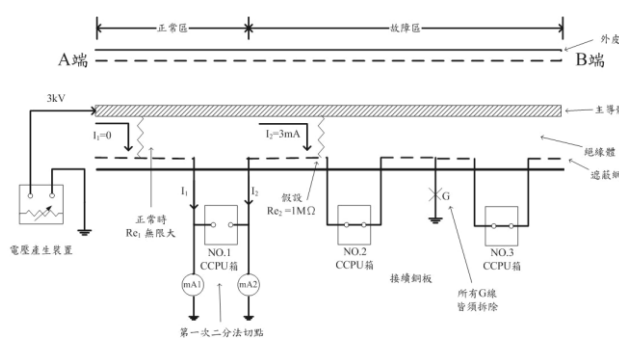 正常區
故障區
外皮
A端
B端
3kV
主導
I₁=0
I₂=3mA
絕緣體
遮蔽
I₁
I₂
假設
Re₂ =1MΩ
G
正常時
Re₁ 無限大
電壓產生裝置
NO.1
CCPU箱
NO.2
CCPU箱
NO.3
CCPU箱
接續銅板
mA1
mA2
所有G線
皆須拆除
第一次二分法切點